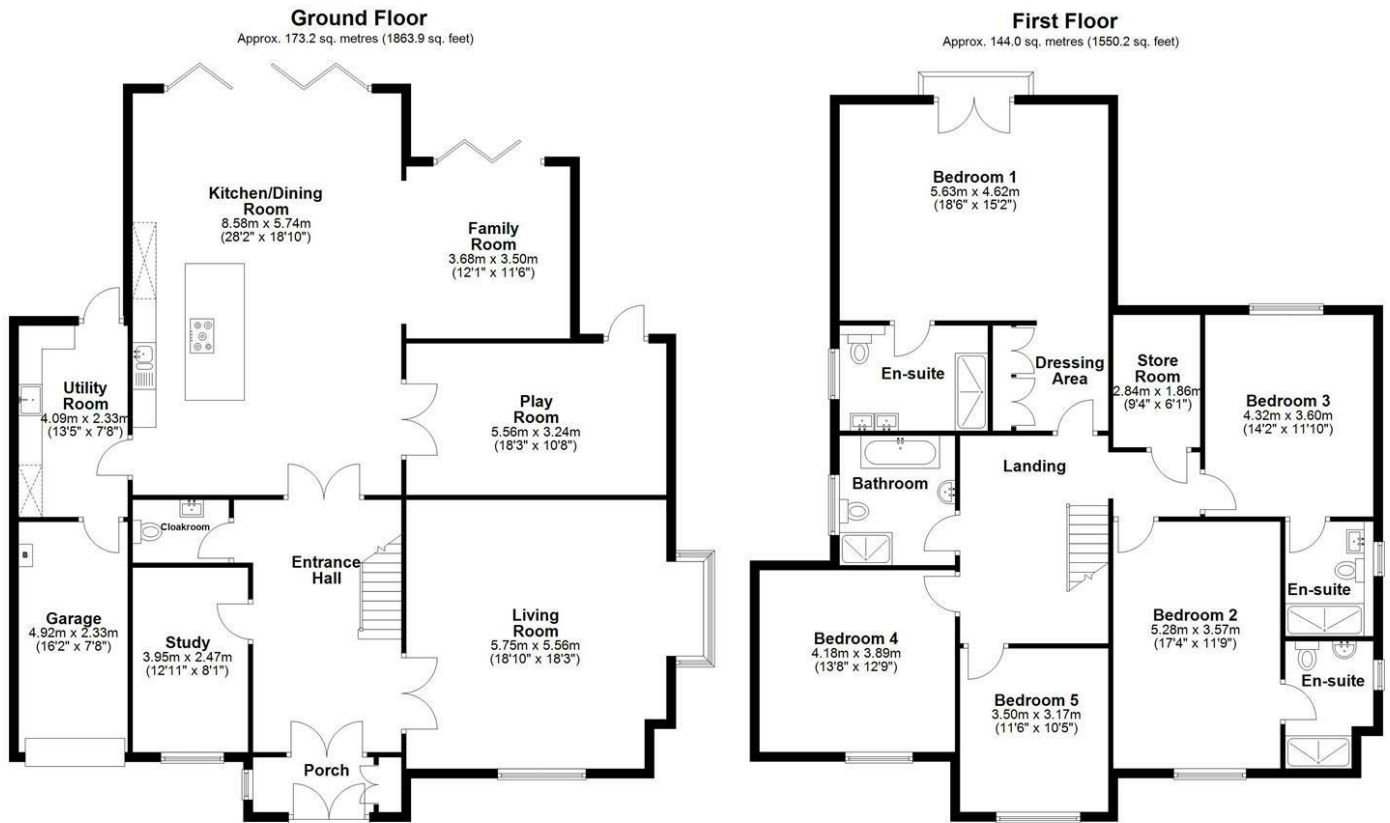 Ground Floor
Approx. 173.2 sq. metres (1863.9 sq. feet)
Kitchen/Dining
Room
8.58m x 5.74m
(28'2" x 18'10")
Family
Room
3.68m x 3.50m
(12'1" x 11'6")
Utility
Room
4.09m x 2.33m
(13'5" x 7'8")
Play
Room
5.56m x 3.24m
(18'3" x 10'8")
Cloakroom
Entrance
Hall
B
Garage
4.92m x 2.33m
(16'2" x 7'8")
Study
3.95m x 2.47m
(12'11" x 8'1")
Living
Room
5.75m x 5.56m
(18'10" x 18'3")
Porch
First Floor
Approx. 144.0 sq. metres (1550.2 sq. feet)
Bedroom 1
5.63m x 4.62m
(18'6" x 15'2")
En-suite
Dressing
Area
Store
Room
2.84m x 1.86m
(9'4" x 6'1")
Bedroom 3
4.32m x 3.60m
(14'2" x 11'10")
Bathroom
Landing
En-suite
Bedroom 4
4.18m x 3.89m
(13'8" x 12'9")
Bedroom 2
5.28m x 3.57m
(17'4" x 11'9")
En-suite
Bedroom 5
3.50m x 3.17m
(11'6" x 10'5")